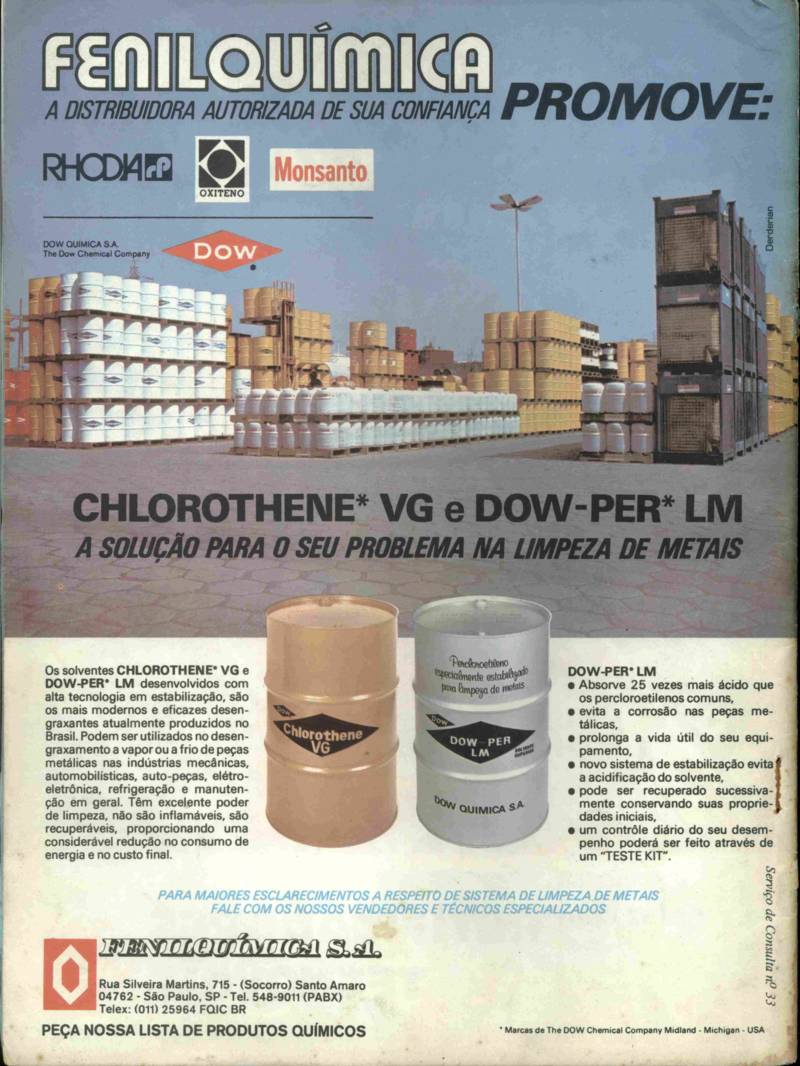 FENILQUÍMICA
A DISTRIBUIDORA AUTORIZADA DE SUA CONFIANÇA PROMOVE:
RHODIA RP
OXITENO
Monsanto
DOW QUIMICA S.A.
The Dow Chemical Company
DOW
Derderian
CHLOROTHENE* VG e DOW-PER* LM
A SOLUÇÃO PARA O SEU PROBLEMA NA LIMPEZA DE METAIS
Os solventes CHLOROTHENE* VG e
DOW-PER* LM desenvolvidos com
alta tecnologia em estabilização, são
os mais modernos e eficazes desen-
graxantes atualmente produzidos no
Brasil. Podem ser utilizados no desen-
graxamento a vapor ou a frio de peças
metálicas nas indústrias mecânicas,
automobilísticas, auto-peças, elétro-
eletrônica, refrigeração e manuten-
ção em geral. Têm excelente poder
de limpeza, não são inflamáveis, são
recuperáveis, proporcionando uma
considerável redução no consumo de
energia e no custo final.
DOW
Chlorothene
VG
Percloroetileno
especialmente estabilizado
para limpeza de metais
DOW
DOW-PER
LM
SOLVENTE
SUPERIOR
DOW QUIMICA S.A.
DOW-PER* LM
● Absorve 25 vezes mais ácido que
os percloroetilenos comuns,
● evita a corrosão nas peças me-
tálicas,
● prolonga a vida útil do seu equi-
pamento,
● novo sistema de estabilização evita
a acidificação do solvente,
● pode ser recuperado sucessiva-
mente conservando suas proprie-
dades iniciais,
● um contrôle diário do seu desem-
penho poderá ser feito através de
um "TESTE KIT".
PARA MAIORES ESCLARECIMENTOS A RESPEITO DE SISTEMA DE LIMPEZA DE METAIS
FALE COM OS NOSSOS VENDEDORES E TÉCNICOS ESPECIALIZADOS
Serviço de Consulta nº 33
FENILQUÍMICA S.A.
Rua Silveira Martins, 715 - (Socorro) Santo Amaro
04762 - São Paulo, SP - Tel. 548-9011 (PABX)
Telex: (011) 25964 FQIC BR
PEÇA NOSSA LISTA DE PRODUTOS QUÍMICOS
* Marcas de The DOW Chemical Company Midland - Michigan - USA